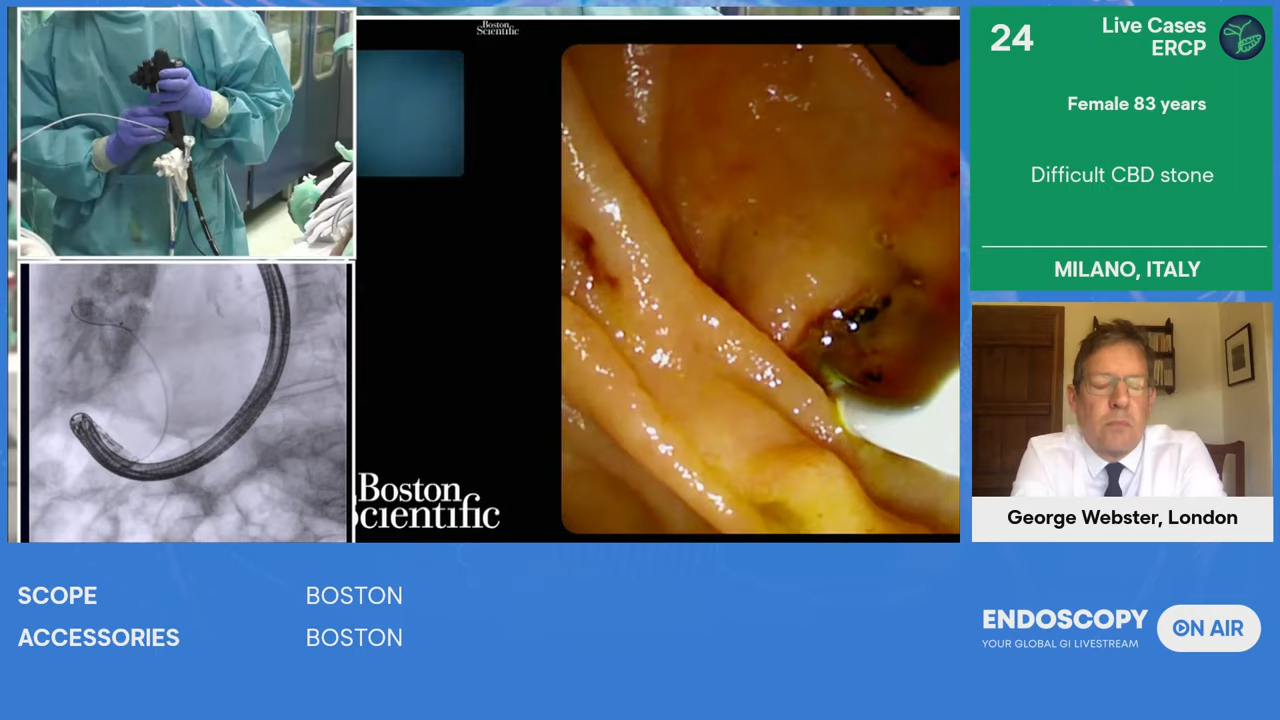 Boston
Scientific
Boston
Scientific
24
Live Cases
ERCP
Female 83 years
Difficult CBD stone
MILANO, ITALY
George Webster, London
SCOPE BOSTON
ACCESSORIES BOSTON
ENDOSCOPY
YOUR GLOBAL GI LIVESTREAM
ON AIR